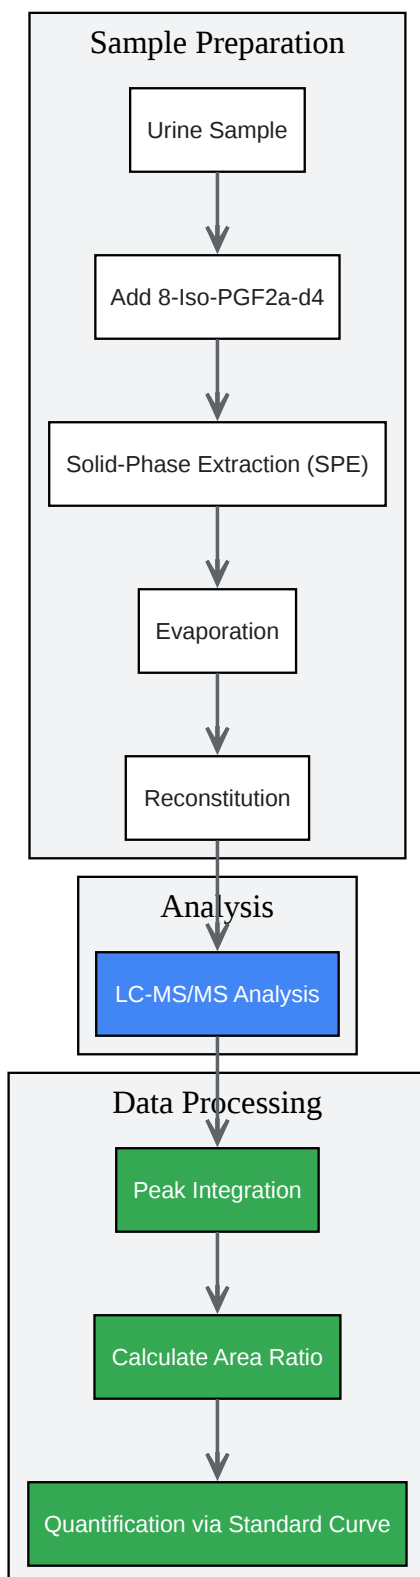 Sample Preparation
Urine Sample
Add 8-Iso-PGF2a-d4
Solid-Phase Extraction (SPE)
Evaporation
Reconstitution
Analysis
LC-MS/MS Analysis
Data Processing
Peak Integration
Calculate Area Ratio
Quantification via Standard Curve